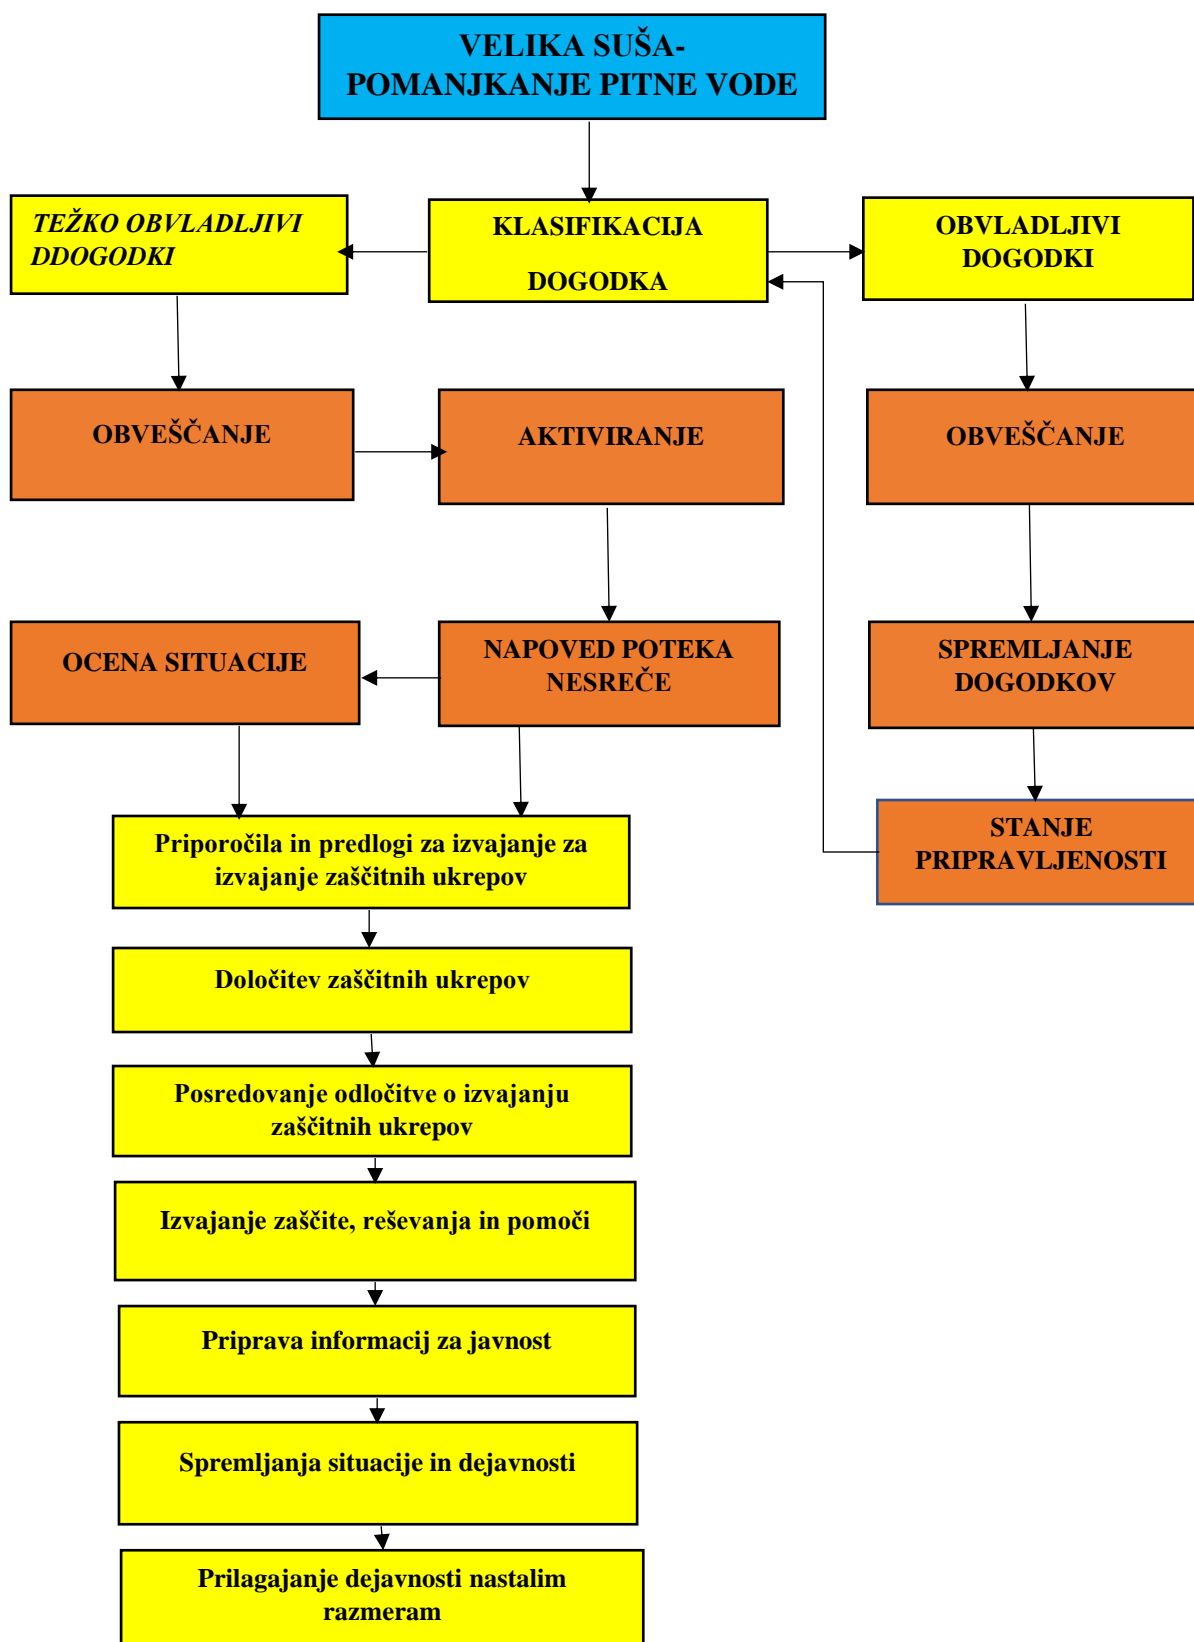 VELIKA SUŠA-
POMANJKANJE PITNE VODE
TEŽKO OBVLADLJIVI
DDOGODKI
KLASIFIKACIJA
DOGODKA
OBVLADLJIVI
DOGODKI
OBVEŠČANJE
AKTIVIRANJE
OBVEŠČANJE
OCENA SITUACIJE
NAPOVED POTEKA
NESREČE
SPREMLJANJE
DOGODKOV
STANJE
PRIPRAVLJENOSTI
Priporočila in predlogi za izvajanje za
izvajanje zaščitnih ukrepov
Določitev zaščitnih ukrepov
Posredovanje odločitve o izvajanju
zaščitnih ukrepov
Izvajanje zaščite, reševanja in pomoči
Priprava informacij za javnost
Spremljanja situacije in dejavnosti
Prilagajanje dejavnosti nastalim
razmeram